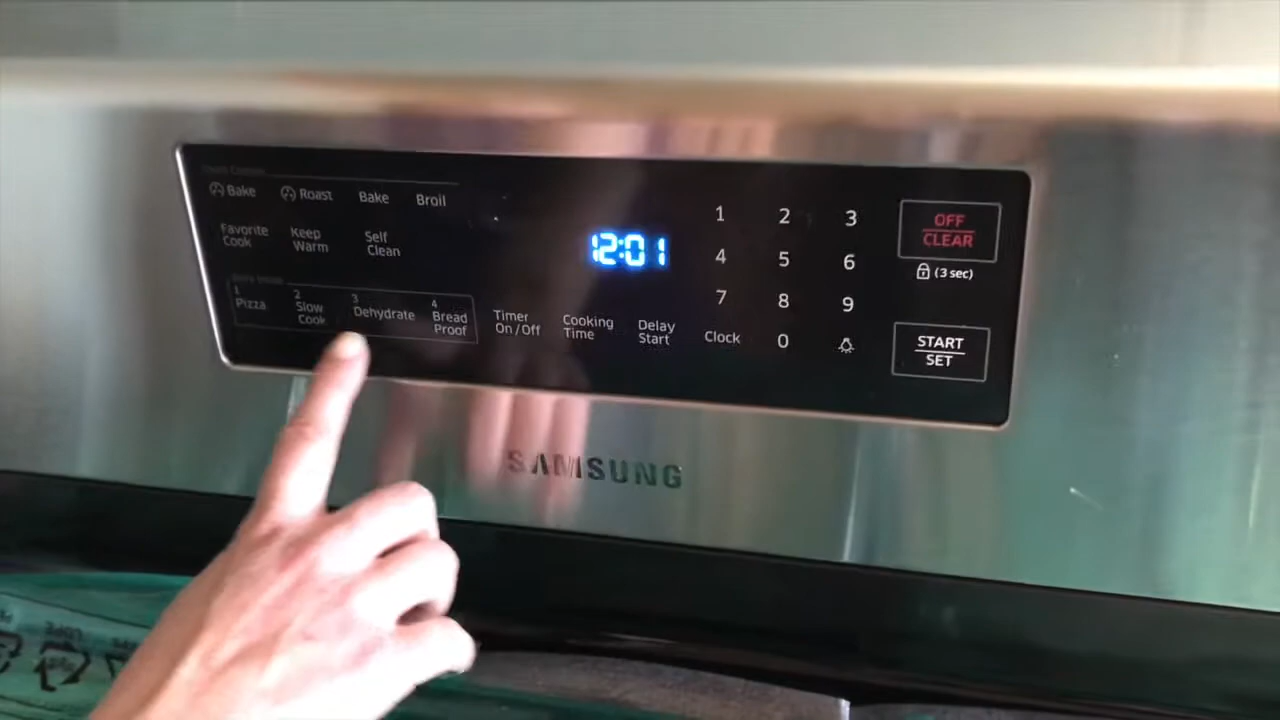 Bake Roast Bake Broil
Favorite Cook Keep Warm Self Clean
1 Pizza 2 Slow Cook 3 Dehydrate 4 Bread Proof
Timer On/Off Cooking Time Delay Start Clock
12:01
1 2 3
4 5 6
7 8 9
0
OFF
CLEAR
(3 sec)
START
SET
SAMSUNG